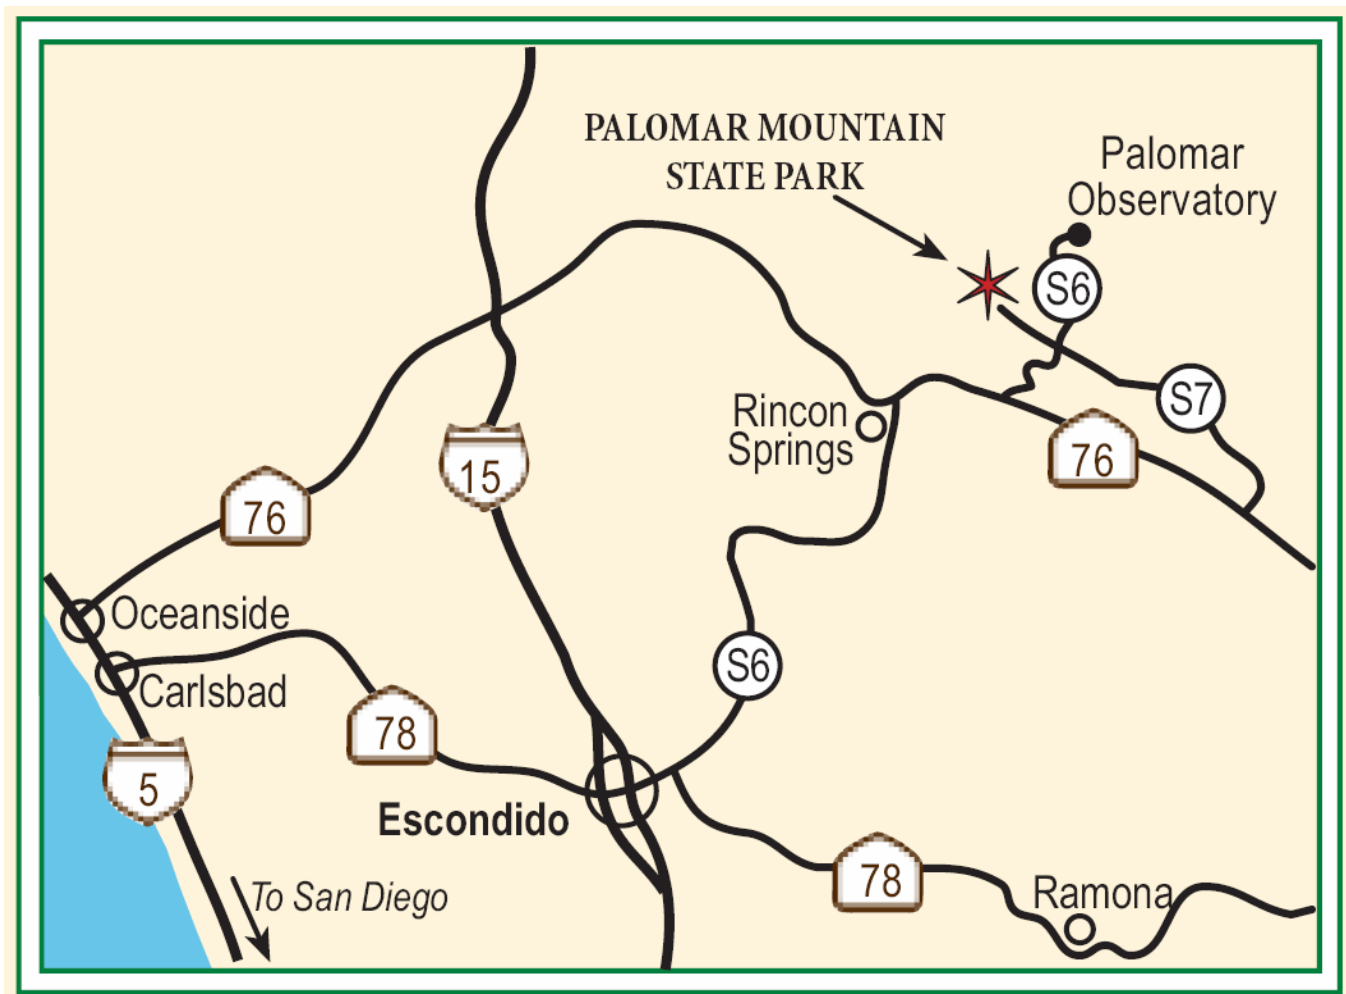 PALOMAR MOUNTAIN
STATE PARK
Palomar
Observatory
S6
S7
Rincon
Springs
76
15
76
Oceanside
Carlsbad
S6
78
5
Escondido
78
To San Diego
Ramona